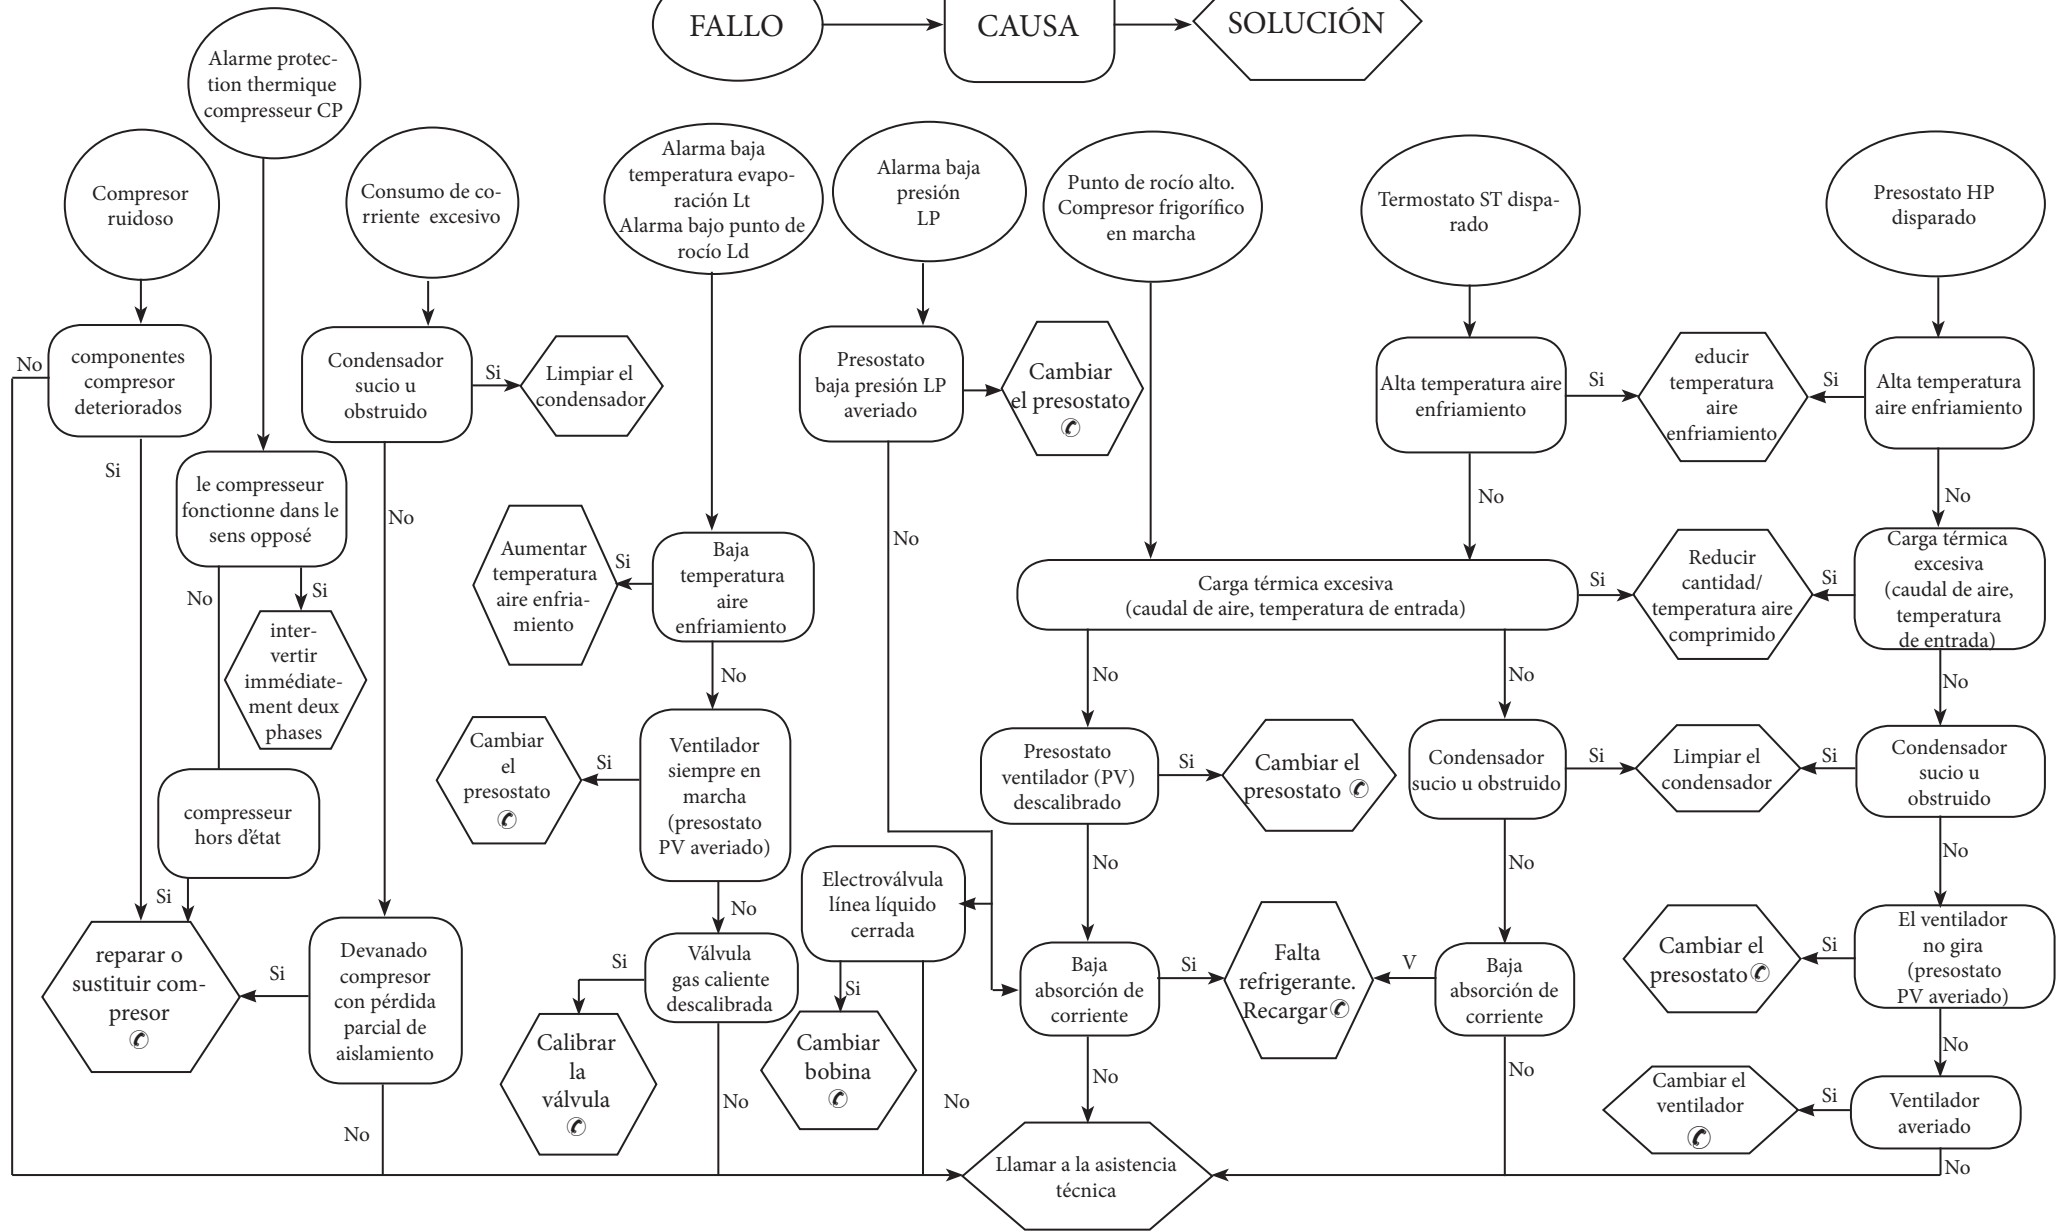 FALLO
CAUSA
SOLUCIÓN
Alarme protec-
tion thermique
compresseur CP
Compresor
ruidoso
Consumo de co-
rriente excesivo
Alarma baja
temperatura evapo-
ración Lt
Alarma bajo punto de
rocío Ld
Alarma baja
presión
LP
Punto de rocío alto.
Compresor frigorífico
en marcha
Termostato ST dispa-
rado
Presostato HP
disparado
No
componentes
compresor
deteriorados
Condensador
sucio u
obstruido
Si
Limpiar el
condensador
Presostato
baja presión LP
averiado
Cambiar
el presostato
Alta temperatura aire
enfriamiento
Si
educir
temperatura
aire
enfriamiento
Si
Alta temperatura
aire enfriamiento
Si
le compresseur
fonctionne dans le
sens opposé
No
No
No
No
Aumentar
temperatura
aire enfria-
miento
Si
Baja
temperatura
aire
enfriamiento
Carga térmica excesiva
(caudal de aire, temperatura de entrada)
Si
Reducir
cantidad/
temperatura aire
comprimido
Si
Carga térmica
excesiva
(caudal de aire,
temperatura
de entrada)
No
Si
inter-
vertir
immédiate-
ment deux
phases
No
No
No
No
Cambiar
el
presostato
Si
Ventilador
siempre en
marcha
(presostato
PV averiado)
Presostato
ventilador (PV)
descalibrado
Si
Cambiar el
presostato
Condensador
sucio u obstruido
Si
Limpiar el
condensador
Si
Condensador
sucio u
obstruido
compresseur
hors d'état
Si
No
Electroválvula
línea líquido
cerrada
No
No
No
reparar o
sustituir com-
presor
Si
Devanado
compresor
con pérdida
parcial de
aislamiento
Si
Válvula
gas caliente
descalibrada
Si
Baja
absorción de
corriente
Si
Falta
refrigerante.
Recargar
V
Baja
absorción de
corriente
Cambiar el
presostato
Si
El ventilador
no gira
(presostato
PV averiado)
Calibrar
la
válvula
Cambiar
bobina
No
No
No
No
No
No
Cambiar el
ventilador
Si
Ventilador
averiado
No
Llamar a la asistencia
técnica